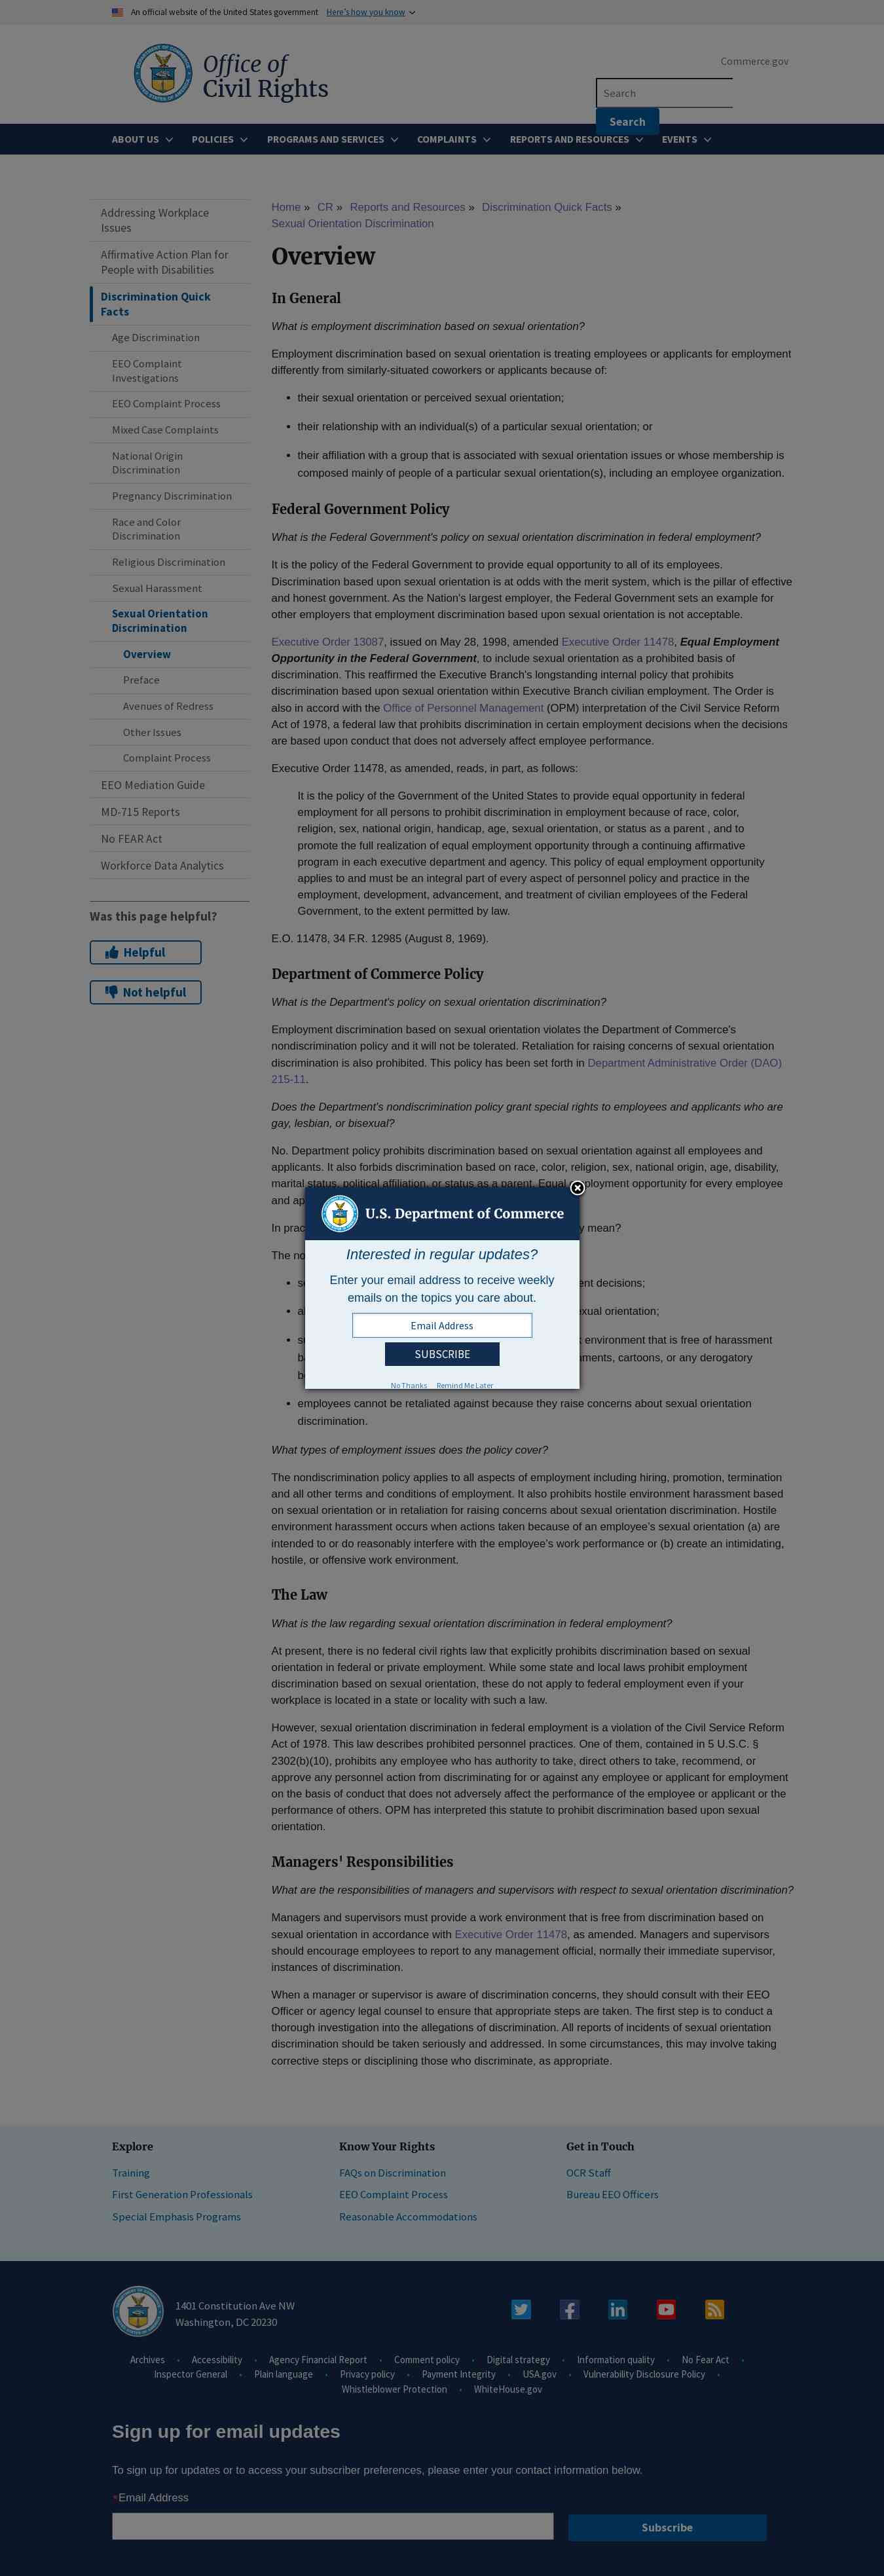 An official website of the United States government Here's how you know
Office of
Civil Rights
Commerce.gov
Search
Search
ABOUT US POLICIES PROGRAMS AND SERVICES COMPLAINTS REPORTS AND RESOURCES EVENTS
Addressing Workplace
Issues
Affirmative Action Plan for
People with Disabilities
Discrimination Quick
Facts
Age Discrimination
EEO Complaint
Investigations
EEO Complaint Process
Mixed Case Complaints
National Origin
Discrimination
Pregnancy Discrimination
Race and Color
Discrimination
Religious Discrimination
Sexual Harassment
Sexual Orientation
Discrimination
Overview
Preface
Avenues of Redress
Other Issues
Complaint Process
EEO Mediation Guide
MD-715 Reports
No FEAR Act
Workforce Data Analytics
Was this page helpful?
Helpful
Not helpful
Home » CR » Reports and Resources » Discrimination Quick Facts »
Sexual Orientation Discrimination
Overview
In General
What is employment discrimination based on sexual orientation?
Employment discrimination based on sexual orientation is treating employees or applicants for employment
differently from similarly-situated coworkers or applicants because of:
• their sexual orientation or perceived sexual orientation;
• their relationship with an individual(s) of a particular sexual orientation; or
• their affiliation with a group that is associated with sexual orientation issues or whose membership is
composed mainly of people of a particular sexual orientation(s), including an employee organization.
Federal Government Policy
What is the Federal Government's policy on sexual orientation discrimination in federal employment?
It is the policy of the Federal Government to provide equal opportunity to all of its employees.
Discrimination based upon sexual orientation is at odds with the merit system, which is the pillar of effective
and honest government. As the Nation's largest employer, the Federal Government sets an example for
other employers that employment discrimination based upon sexual orientation is not acceptable.
Executive Order 13087, issued on May 28, 1998, amended Executive Order 11478, Equal Employment
Opportunity in the Federal Government, to include sexual orientation as a prohibited basis of
discrimination. This reaffirmed the Executive Branch's longstanding internal policy that prohibits
discrimination based upon sexual orientation within Executive Branch civilian employment. The Order is
also in accord with the Office of Personnel Management (OPM) interpretation of the Civil Service Reform
Act of 1978, a federal law that prohibits discrimination in certain employment decisions when the decisions
are based upon conduct that does not adversely affect employee performance.
Executive Order 11478, as amended, reads, in part, as follows:
It is the policy of the Government of the United States to provide equal opportunity in federal
employment for all persons to prohibit discrimination in employment because of race, color,
religion, sex, national origin, handicap, age, sexual orientation, or status as a parent , and to
promote the full realization of equal employment opportunity through a continuing affirmative
program in each executive department and agency. This policy of equal employment opportunity
applies to and must be an integral part of every aspect of personnel policy and practice in the
employment, development, advancement, and treatment of civilian employees of the Federal
Government, to the extent permitted by law.
E.O. 11478, 34 F.R. 12985 (August 8, 1969).
Department of Commerce Policy
What is the Department's policy on sexual orientation discrimination?
Employment discrimination based on sexual orientation violates the Department of Commerce's
nondiscrimination policy and it will not be tolerated. Retaliation for raising concerns of sexual orientation
discrimination is also prohibited. This policy has been set forth in Department Administrative Order (DAO)
215-11.
Does the Department's nondiscrimination policy grant special rights to employees and applicants who are
gay, lesbian, or bisexual?
No. Department policy prohibits discrimination based on sexual orientation against all employees and
applicants. It also forbids discrimination based on race, color, religion, sex, national origin, age, disability,
marital status, political affiliation, or status as a parent. Equal employment opportunity for every employee
and ap
In prac y mean?
The no
• s ent decisions;
• a exual orientation;
• s k environment that is free of harassment
b nments, cartoons, or any derogatory
b
• employees cannot be retaliated against because they raise concerns about sexual orientation
discrimination.
U.S. Department of Commerce
Interested in regular updates?
Enter your email address to receive weekly
emails on the topics you care about.
Email Address
SUBSCRIBE
No Thanks Remind Me Later
What types of employment issues does the policy cover?
The nondiscrimination policy applies to all aspects of employment including hiring, promotion, termination
and all other terms and conditions of employment. It also prohibits hostile environment harassment based
on sexual orientation or in retaliation for raising concerns about sexual orientation discrimination. Hostile
environment harassment occurs when actions taken because of an employee's sexual orientation (a) are
intended to or do reasonably interfere with the employee's work performance or (b) create an intimidating,
hostile, or offensive work environment.
The Law
What is the law regarding sexual orientation discrimination in federal employment?
At present, there is no federal civil rights law that explicitly prohibits discrimination based on sexual
orientation in federal or private employment. While some state and local laws prohibit employment
discrimination based on sexual orientation, these do not apply to federal employment even if your
workplace is located in a state or locality with such a law.
However, sexual orientation discrimination in federal employment is a violation of the Civil Service Reform
Act of 1978. This law describes prohibited personnel practices. One of them, contained in 5 U.S.C. §
2302(b)(10), prohibits any employee who has authority to take, direct others to take, recommend, or
approve any personnel action from discriminating for or against any employee or applicant for employment
on the basis of conduct that does not adversely affect the performance of the employee or applicant or the
performance of others. OPM has interpreted this statute to prohibit discrimination based upon sexual
orientation.
Managers' Responsibilities
What are the responsibilities of managers and supervisors with respect to sexual orientation discrimination?
Managers and supervisors must provide a work environment that is free from discrimination based on
sexual orientation in accordance with Executive Order 11478, as amended. Managers and supervisors
should encourage employees to report to any management official, normally their immediate supervisor,
instances of discrimination.
When a manager or supervisor is aware of discrimination concerns, they should consult with their EEO
Officer or agency legal counsel to ensure that appropriate steps are taken. The first step is to conduct a
thorough investigation into the allegations of discrimination. All reports of incidents of sexual orientation
discrimination should be taken seriously and addressed. In some circumstances, this may involve taking
corrective steps or disciplining those who discriminate, as appropriate.
Explore Know Your Rights Get in Touch
Training FAQs on Discrimination OCR Staff
First Generation Professionals EEO Complaint Process Bureau EEO Officers
Special Emphasis Programs Reasonable Accommodations
1401 Constitution Ave NW
Washington, DC 20230
Archives • Accessibility • Agency Financial Report • Comment policy • Digital strategy • Information quality • No Fear Act •
Inspector General • Plain language • Privacy policy • Payment Integrity • USA.gov • Vulnerability Disclosure Policy •
Whistleblower Protection • WhiteHouse.gov
Sign up for email updates
To sign up for updates or to access your subscriber preferences, please enter your contact information below.
*Email Address
Subscribe